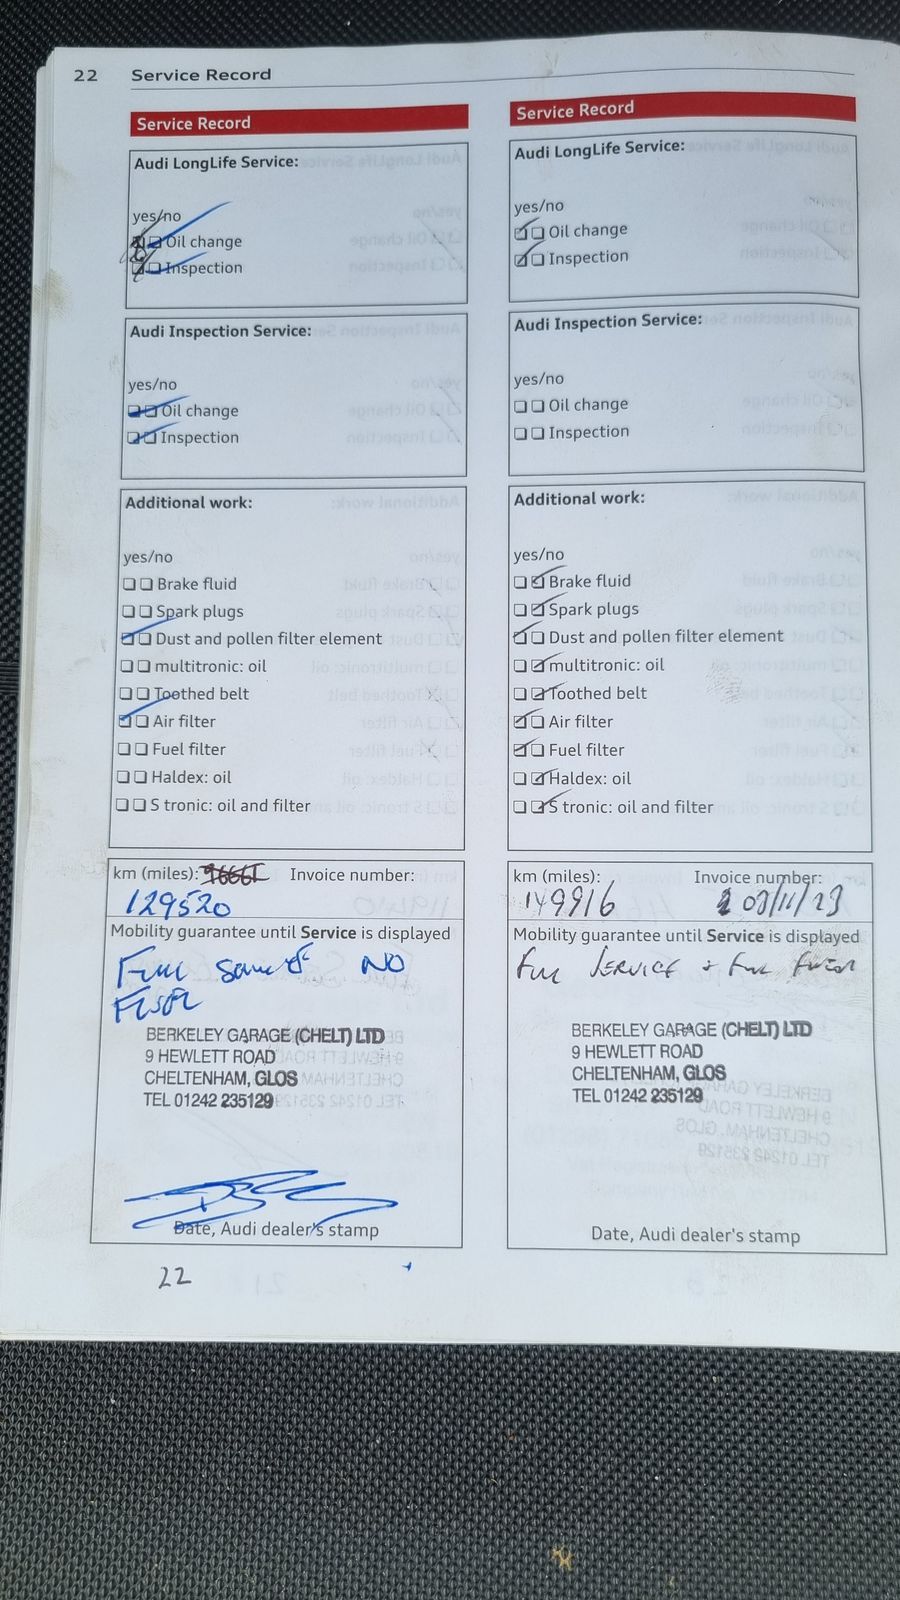 22 Service Record
Service Record
Audi LongLife Service:
yes/no
Oil change
Inspection
Audi Inspection Service:
yes/no
Oil change
Inspection
Additional work:
yes/no
Brake fluid
Spark plugs
Dust and pollen filter element
multitronic: oil
Toothed belt
Air filter
Fuel filter
Haldex: oil
S tronic: oil and filter
km (miles): Invoice number:
129520
Mobility guarantee until Service is displayed
Full NO
BERKELEY GARAGE (CHELT) LTD
9 HEWLETT ROAD
CHELTENHAM, GLOS
TEL 01242 235129
Date, Audi dealer's stamp
22
Service Record
Audi LongLife Service:
yes/no
Oil change
Inspection
Audi Inspection Service:
yes/no
Oil change
Inspection
Additional work:
yes/no
Brake fluid
Spark plugs
Dust and pollen filter element
multitronic: oil
Toothed belt
Air filter
Fuel filter
Haldex: oil
S tronic: oil and filter
km (miles): Invoice number:
149916 03/11/23
Mobility guarantee until Service is displayed
Full SERVICE +
BERKELEY GARAGE (CHELT) LTD
9 HEWLETT ROAD
CHELTENHAM, GLOS
TEL 01242 235129
Date, Audi dealer's stamp